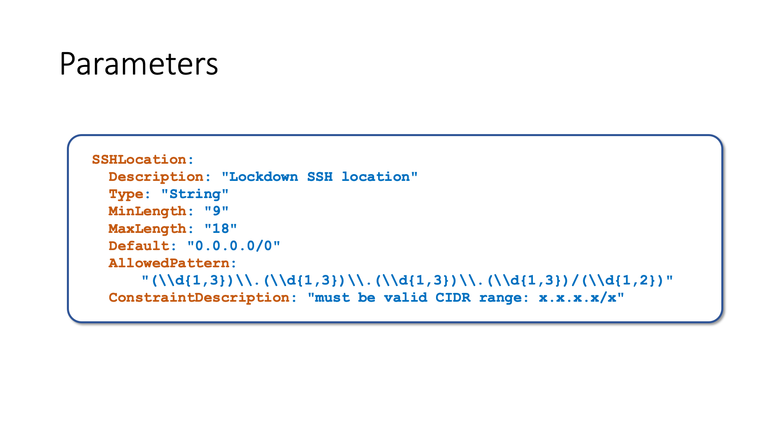 Parameters
SSHLocation:
Description: "Lockdown SSH location"
Type: "String"
MinLength: "9"
MaxLength: "18"
Default: "0.0.0.0/0"
AllowedPattern:
"(\\d{1,3})\\.(\\d{1,3})\\.(\\d{1,3})\\.(\\d{1,3})/(\\d{1,2})"
ConstraintDescription: "must be valid CIDR range: x.x.x.x/x"